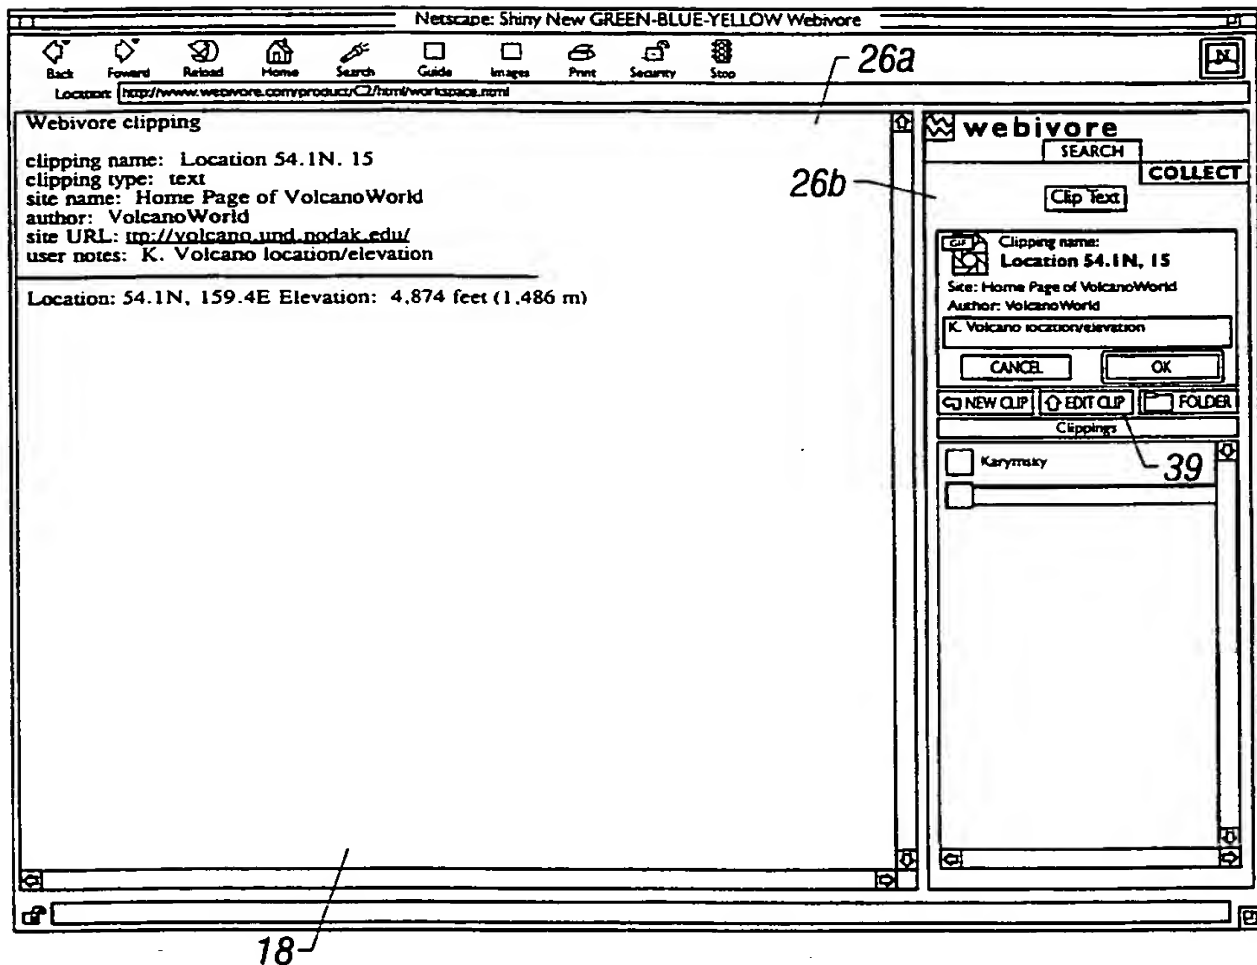 Netscape: Shiny New GREEN-BLUE-YELLOW Webivore
Back Foward Reload Home Search Guide Images Print Security Stop
26a
N
Location: http://www.webivore.com/product/C2/html/workspace.html
Webivore clipping
clipping name: Location 54.1N. 15
clipping type: text
site name: Home Page of VolcanoWorld
author: VolcanoWorld
site URL: ttp://volcano.und.nodak.edu/
user notes: K. Volcano location/elevation
Location: 54.1N, 159.4E Elevation: 4,874 feet (1,486 m)
webivore
SEARCH
COLLECT
26b
Clip Text
GIF
Clipping name:
Location 54.1N, 15
Site: Home Page of VolcanoWorld
Author: VolcanoWorld
K. Volcano location/elevation
CANCEL OK
NEW CLIP EDIT CLIP FOLDER
Clippings
Karymsky
39
18